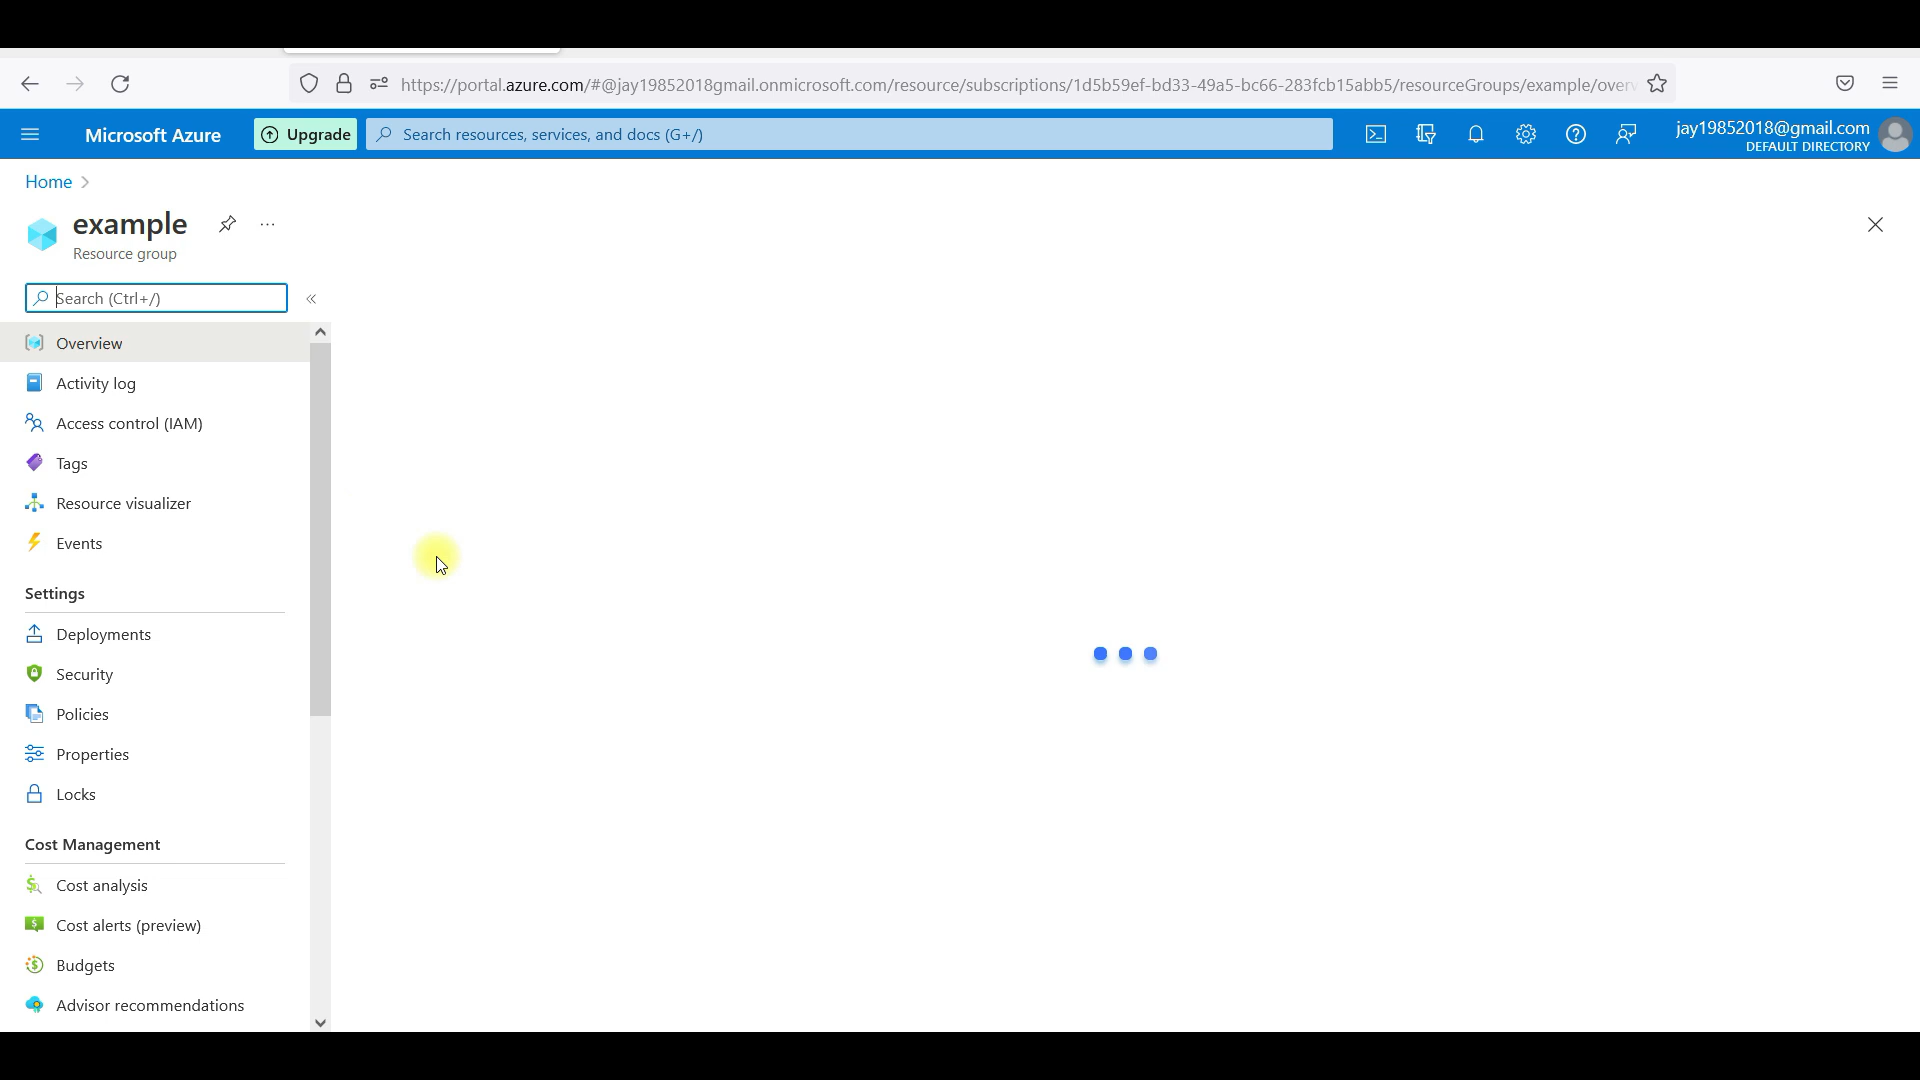 https://portal.azure.com/#@jay19852018gmail.onmicrosoft.com/resource/subscriptions/1d5b59ef-bd33-49a5-bc66-283fcb15abb5/resourceGroups/example/overv
Microsoft Azure
Upgrade
Search resources, services, and docs (G+/)
jay19852018@gmail.com
DEFAULT DIRECTORY
Home
example
Resource group
Search (Ctrl+/)
Overview
Activity log
Access control (IAM)
Tags
Resource visualizer
Events
Settings
Deployments
Security
Policies
Properties
Locks
Cost Management
Cost analysis
Cost alerts (preview)
Budgets
Advisor recommendations